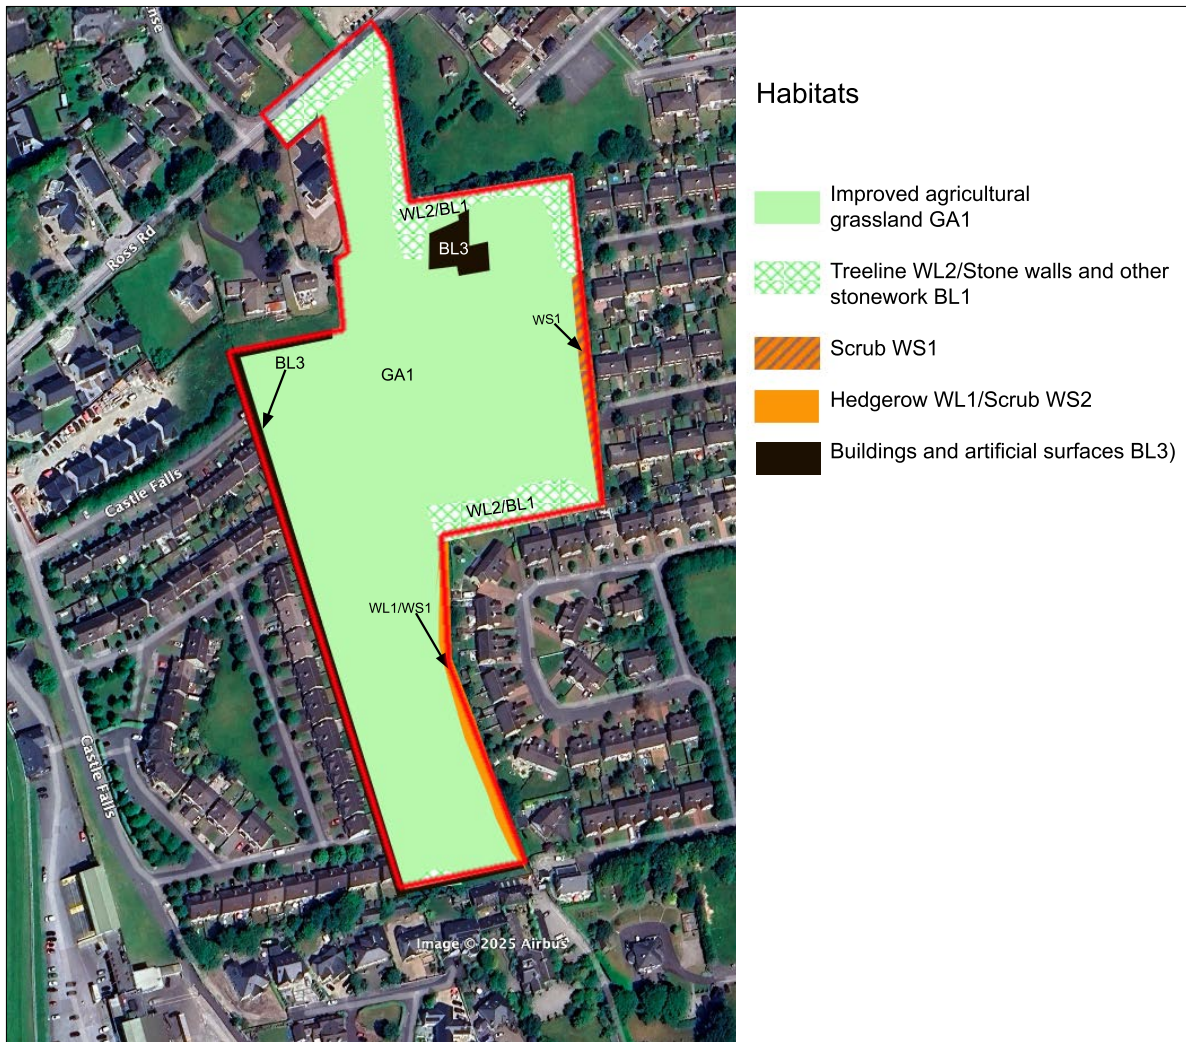 Habitats
Improved agricultural
grassland GA1
Treeline WL2/Stone walls and other
stonework BL1
Scrub WS1
Hedgerow WL1/Scrub WS2
Buildings and artificial surfaces BL3)
Ross Rd
WL2/BL1
BL3
WS1
BL3
GA1
Castle Falls
WL2/BL1
WL1/WS1
Castle Falls
Image © 2025 Airbus